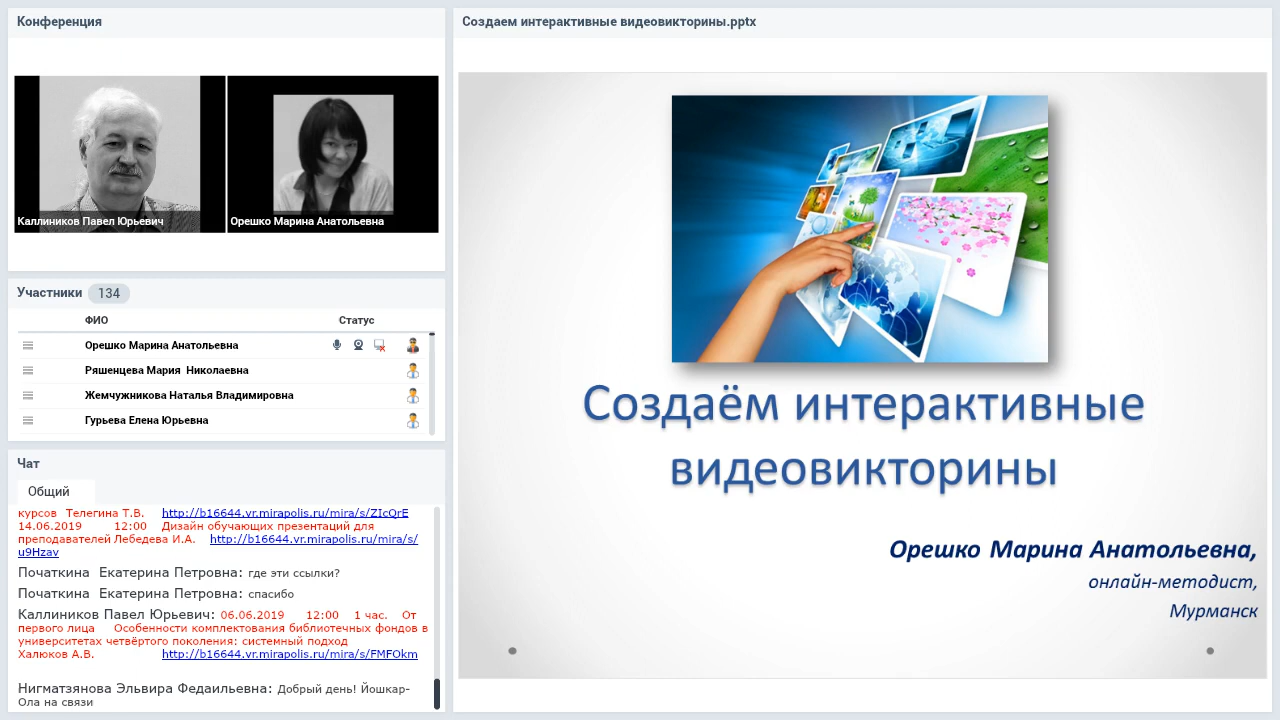 Конференция
Каллиников Павел Юрьевич
Орешко Марина Анатольевна
Участники 134
ФИО Статус
Орешко Марина Анатольевна
Ряшенцева Мария Николаевна
Жемчужникова Наталья Владимировна
Гурьева Елена Юрьевна
Чат
Общий
курсов Телегина Т.В. http://b16644.vr.mirapolis.ru/mira/s/ZIcQrE
14.06.2019 12:00 Дизайн обучающих презентаций для
преподавателей Лебедева И.А. http://b16644.vr.mirapolis.ru/mira/s/
u9Hzav
Початкина Екатерина Петровна: где эти ссылки?
Початкина Екатерина Петровна: спасибо
Каллиников Павел Юрьевич: 06.06.2019 12:00 1 час. От
первого лица Особенности комплектования библиотечных фондов в
университетах четвёртого поколения: системный подход
Халюков А.В. http://b16644.vr.mirapolis.ru/mira/s/FMFOkm
Нигматзянова Эльвира Федаильевна: Добрый день! Йошкар-
Ола на связи
Создаем интерактивные видеовикторины.pptx
Создаём интерактивные
видеовикторины
Орешко Марина Анатольевна,
онлайн-методист,
Мурманск